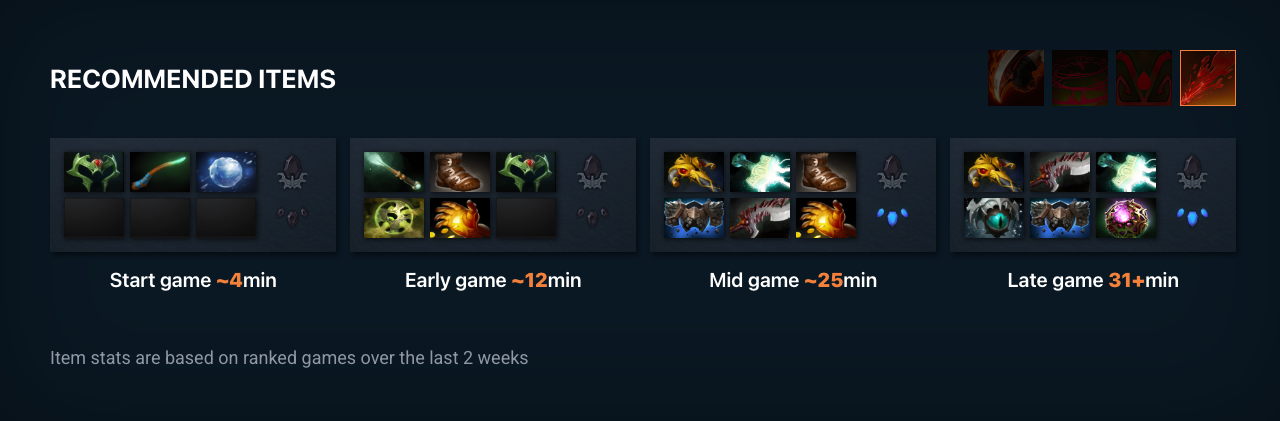 RECOMMENDED ITEMS
Start game ~4min
Early game ~12min
Mid game ~25min
Late game 31+min
Item stats are based on ranked games over the last 2 weeks